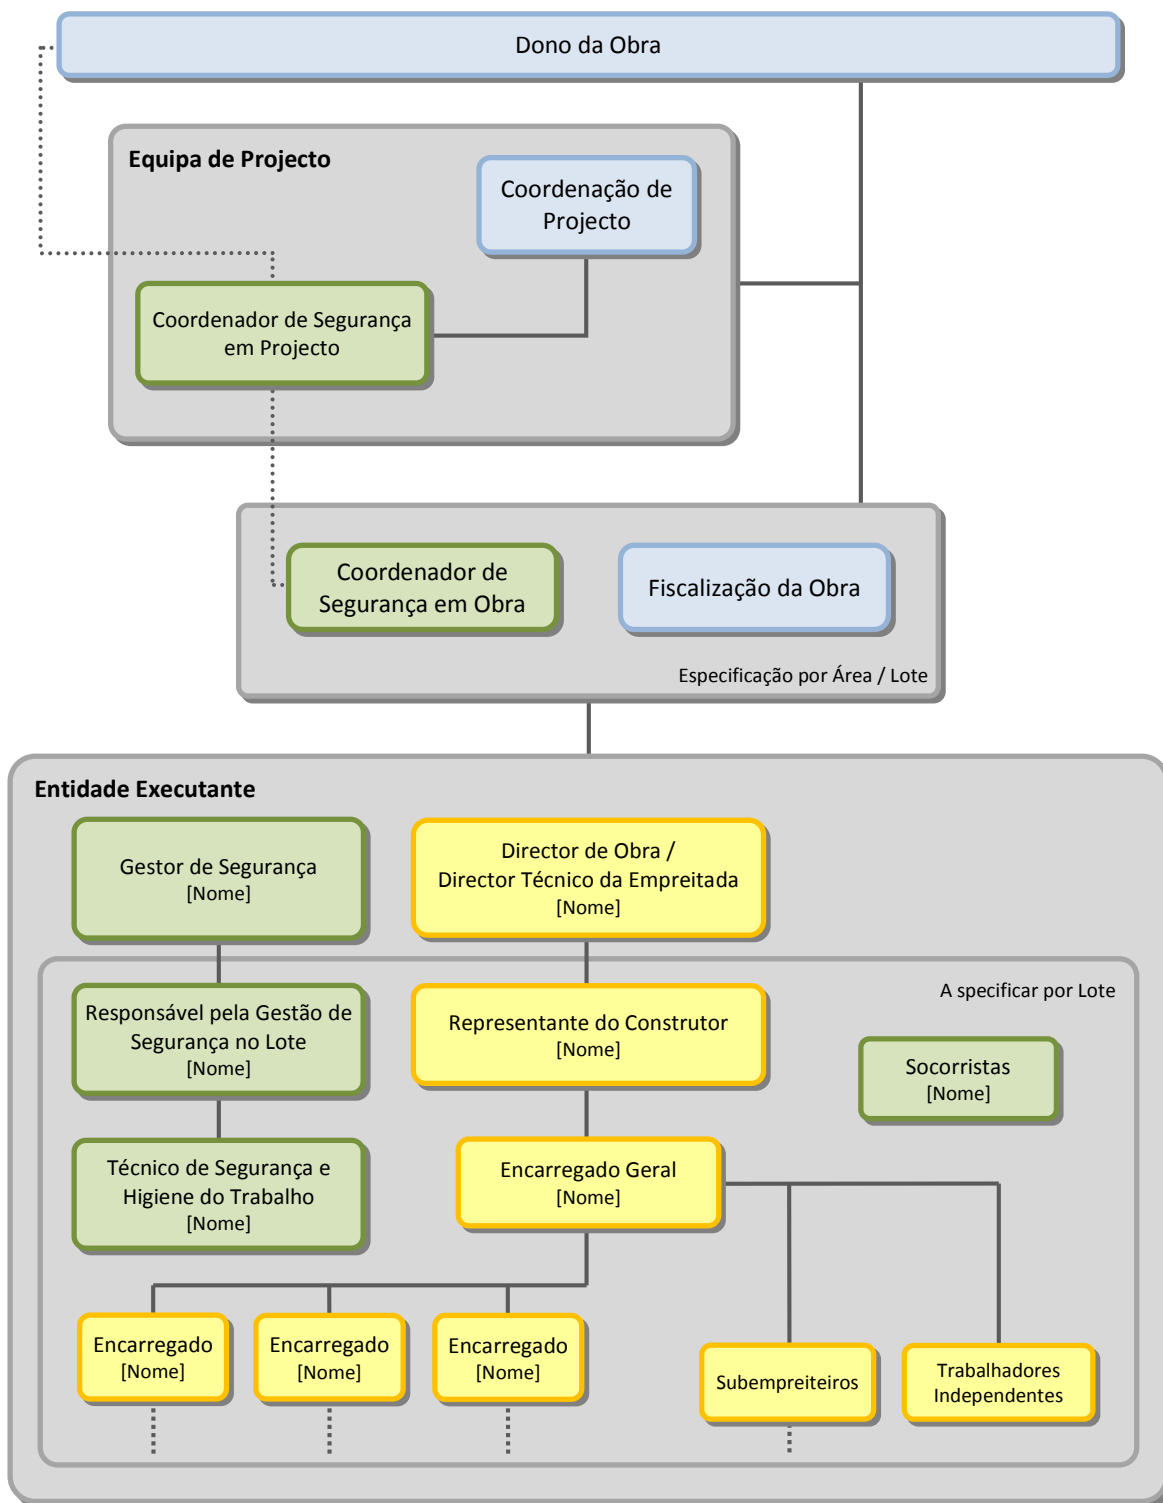 Dono da Obra
Equipa de Projecto
Coordenação de
Projecto
Coordenador de Segurança
em Projecto
Coordenador de
Segurança em Obra
Fiscalização da Obra
Especificação por Área / Lote
Entidade Executante
Gestor de Segurança
[Nome]
Director de Obra /
Director Técnico da Empreitada
[Nome]
A specificar por Lote
Responsável pela Gestão de
Segurança no Lote
[Nome]
Representante do Construtor
[Nome]
Socorristas
[Nome]
Técnico de Segurança e
Higiene do Trabalho
[Nome]
Encarregado Geral
[Nome]
Encarregado
[Nome]
Encarregado
[Nome]
Encarregado
[Nome]
Subempreiteiros
Trabalhadores
Independentes